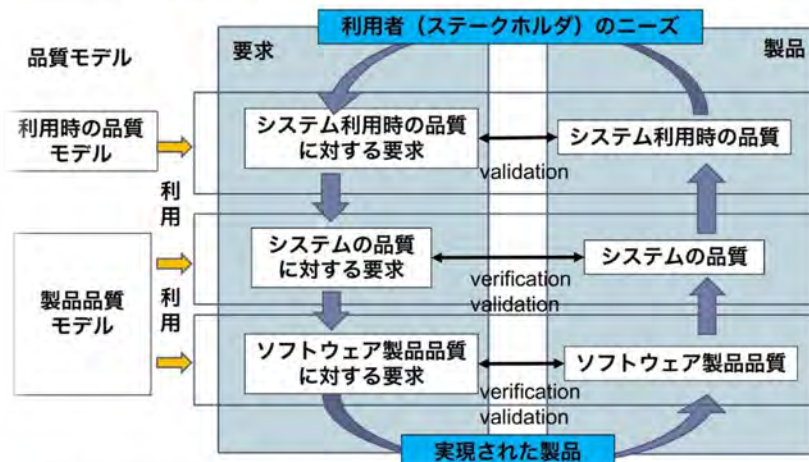 利用者（ステークホルダ）のニーズ
品質モデル
要求
製品
利用時の品質
モデル
システム利用時の品質
に対する要求
システム利用時の品質
validation
利
用
システムの品質
に対する要求
システムの品質
verification
validation
製品品質
モデル
利
用
ソフトウェア製品品質
に対する要求
ソフトウェア製品品質
verification
validation
実現された製品